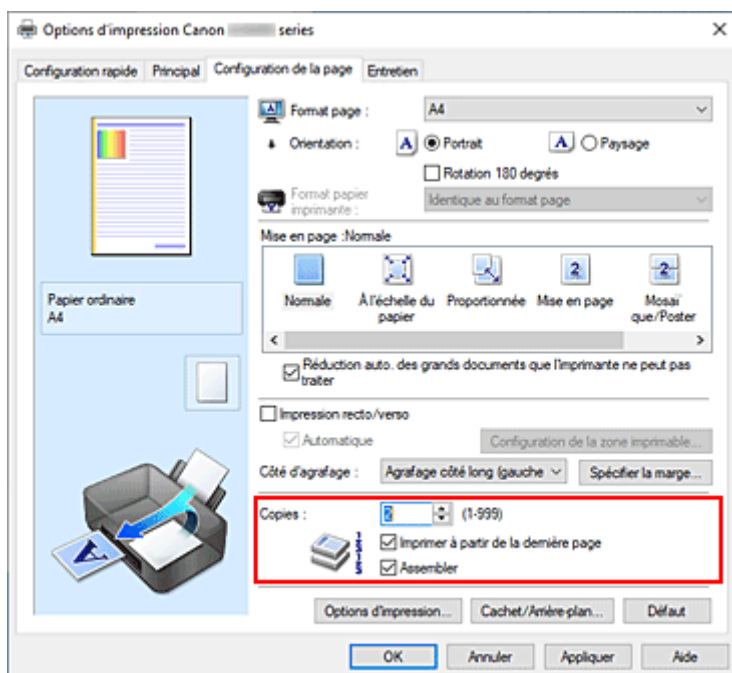 Options d'impression Canon series
Configuration rapide Principal Configuration de la page Entretien
Format page : A4
Orientation : A Portrait A Paysage
Rotation 180 degrés
Format papier imprimante : Identique au format page
Mise en page :Normale
Normale À l'échelle du papier Proportionnée Mise en page Mosaï que/Poster
Réduction auto. des grands documents que l'imprimante ne peut pas traiter
Papier ordinaire
A4
Impression recto/verso
Automatique Configuration de la zone imprimable...
Côté d'agrafage : Agrafage côté long (gauche Spécifier la marge...
Copies : 2 (1-999)
Imprimer à partir de la dernière page
Assembler
Options d'impression... Cachet/Arrière-plan... Défaut
OK Annuler Appliquer Aide